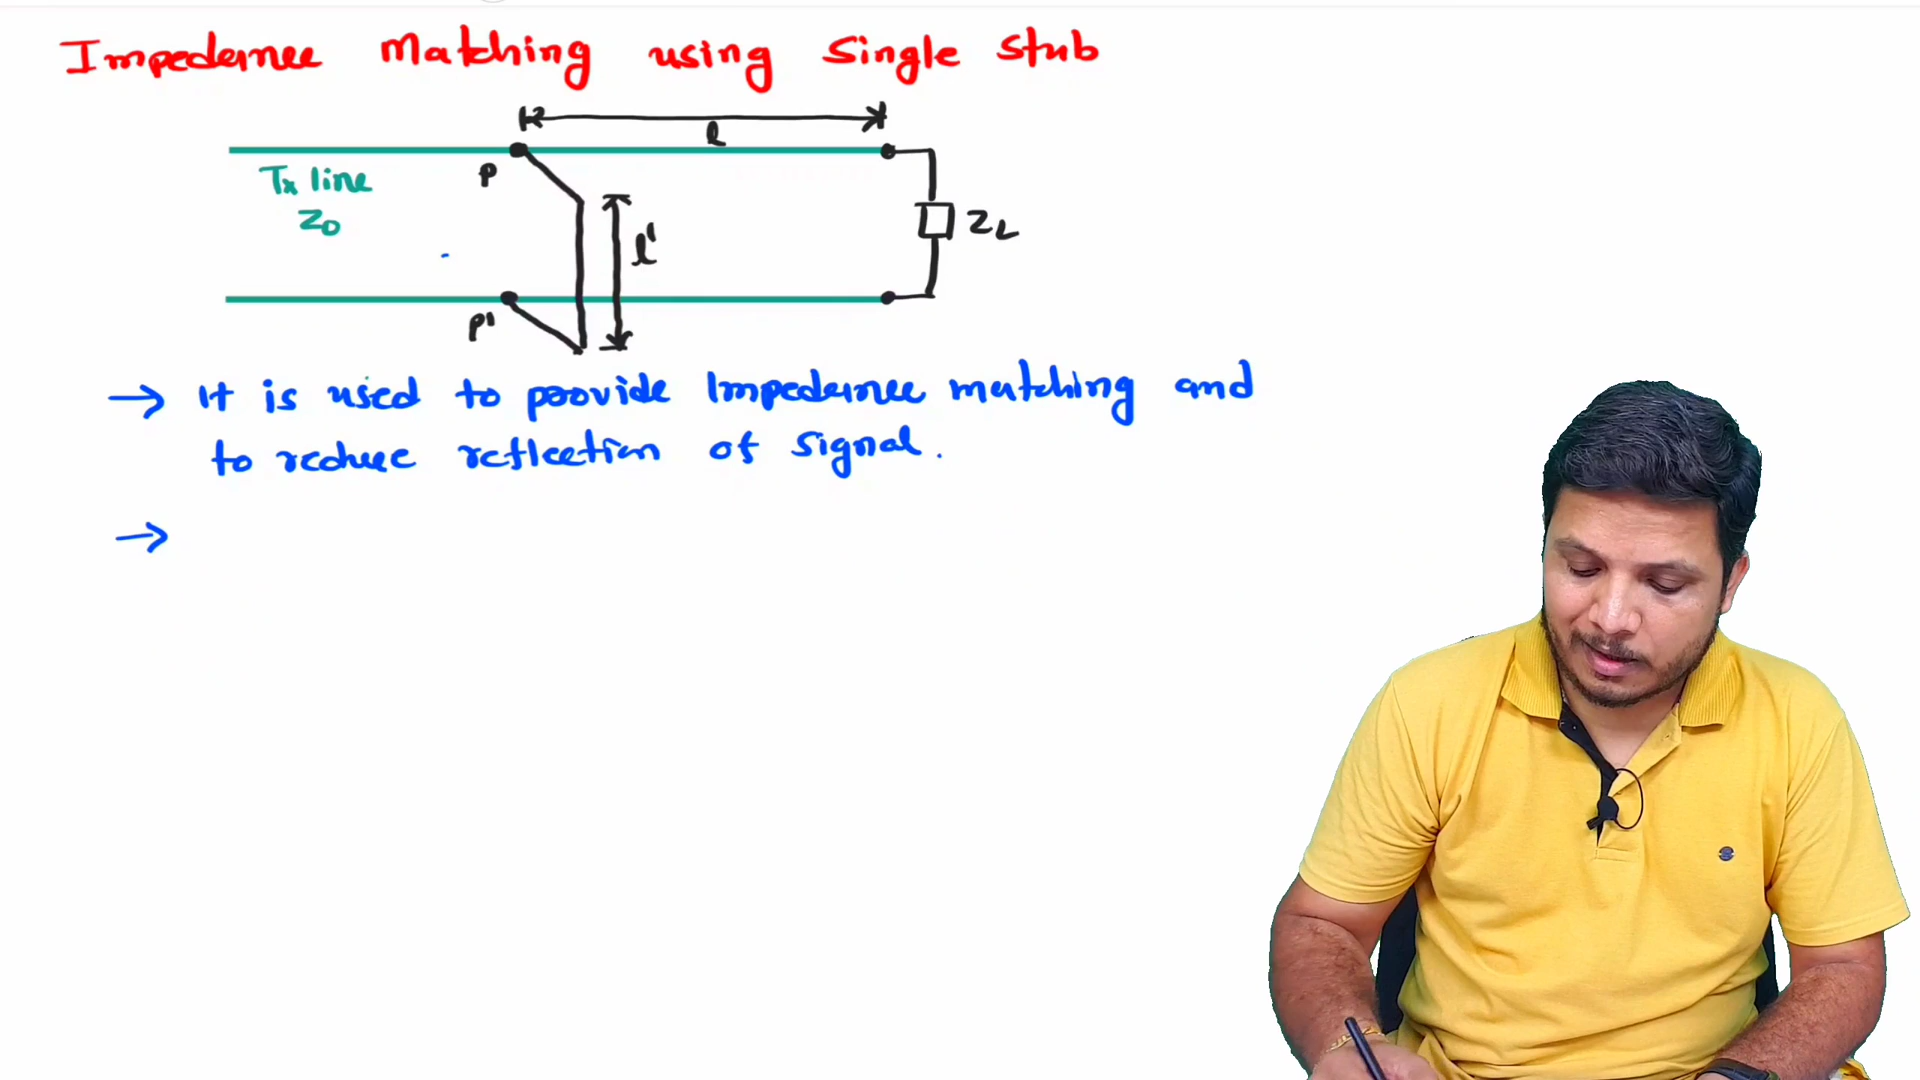 Impedance Matching using Single Stub
l
Tx line
Z0
P
l'
ZL
P'
→ It is used to provide Impedance matching and
to reduce reflection of signal.
→